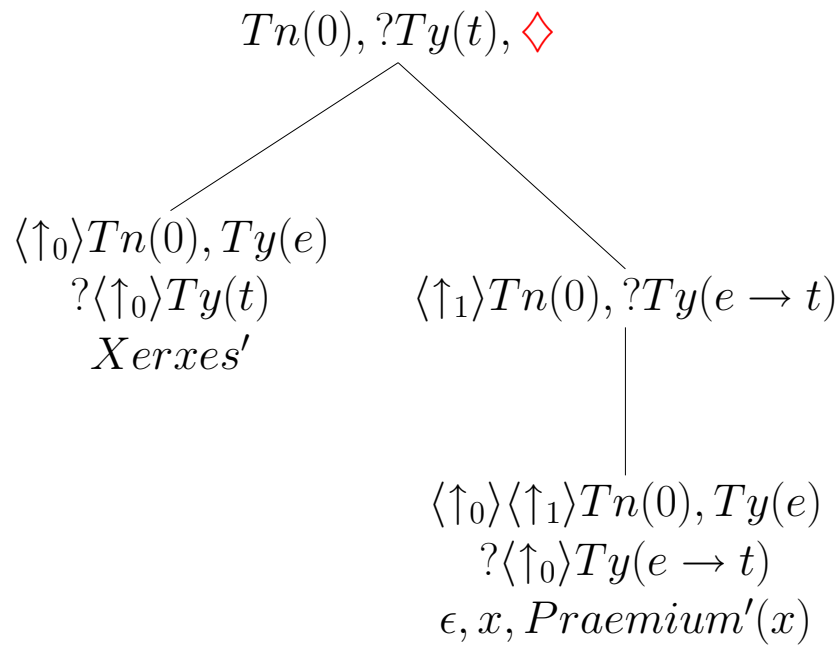 Tn(0), ?Ty(t), ♢
⟨↑₀⟩Tn(0), Ty(e)
?⟨↑₀⟩Ty(t)
Xerxes′
⟨↑₁⟩Tn(0), ?Ty(e → t)
⟨↑₀⟩⟨↑₁⟩Tn(0), Ty(e)
?⟨↑₀⟩Ty(e → t)
ϵ, x, Praemium′(x)